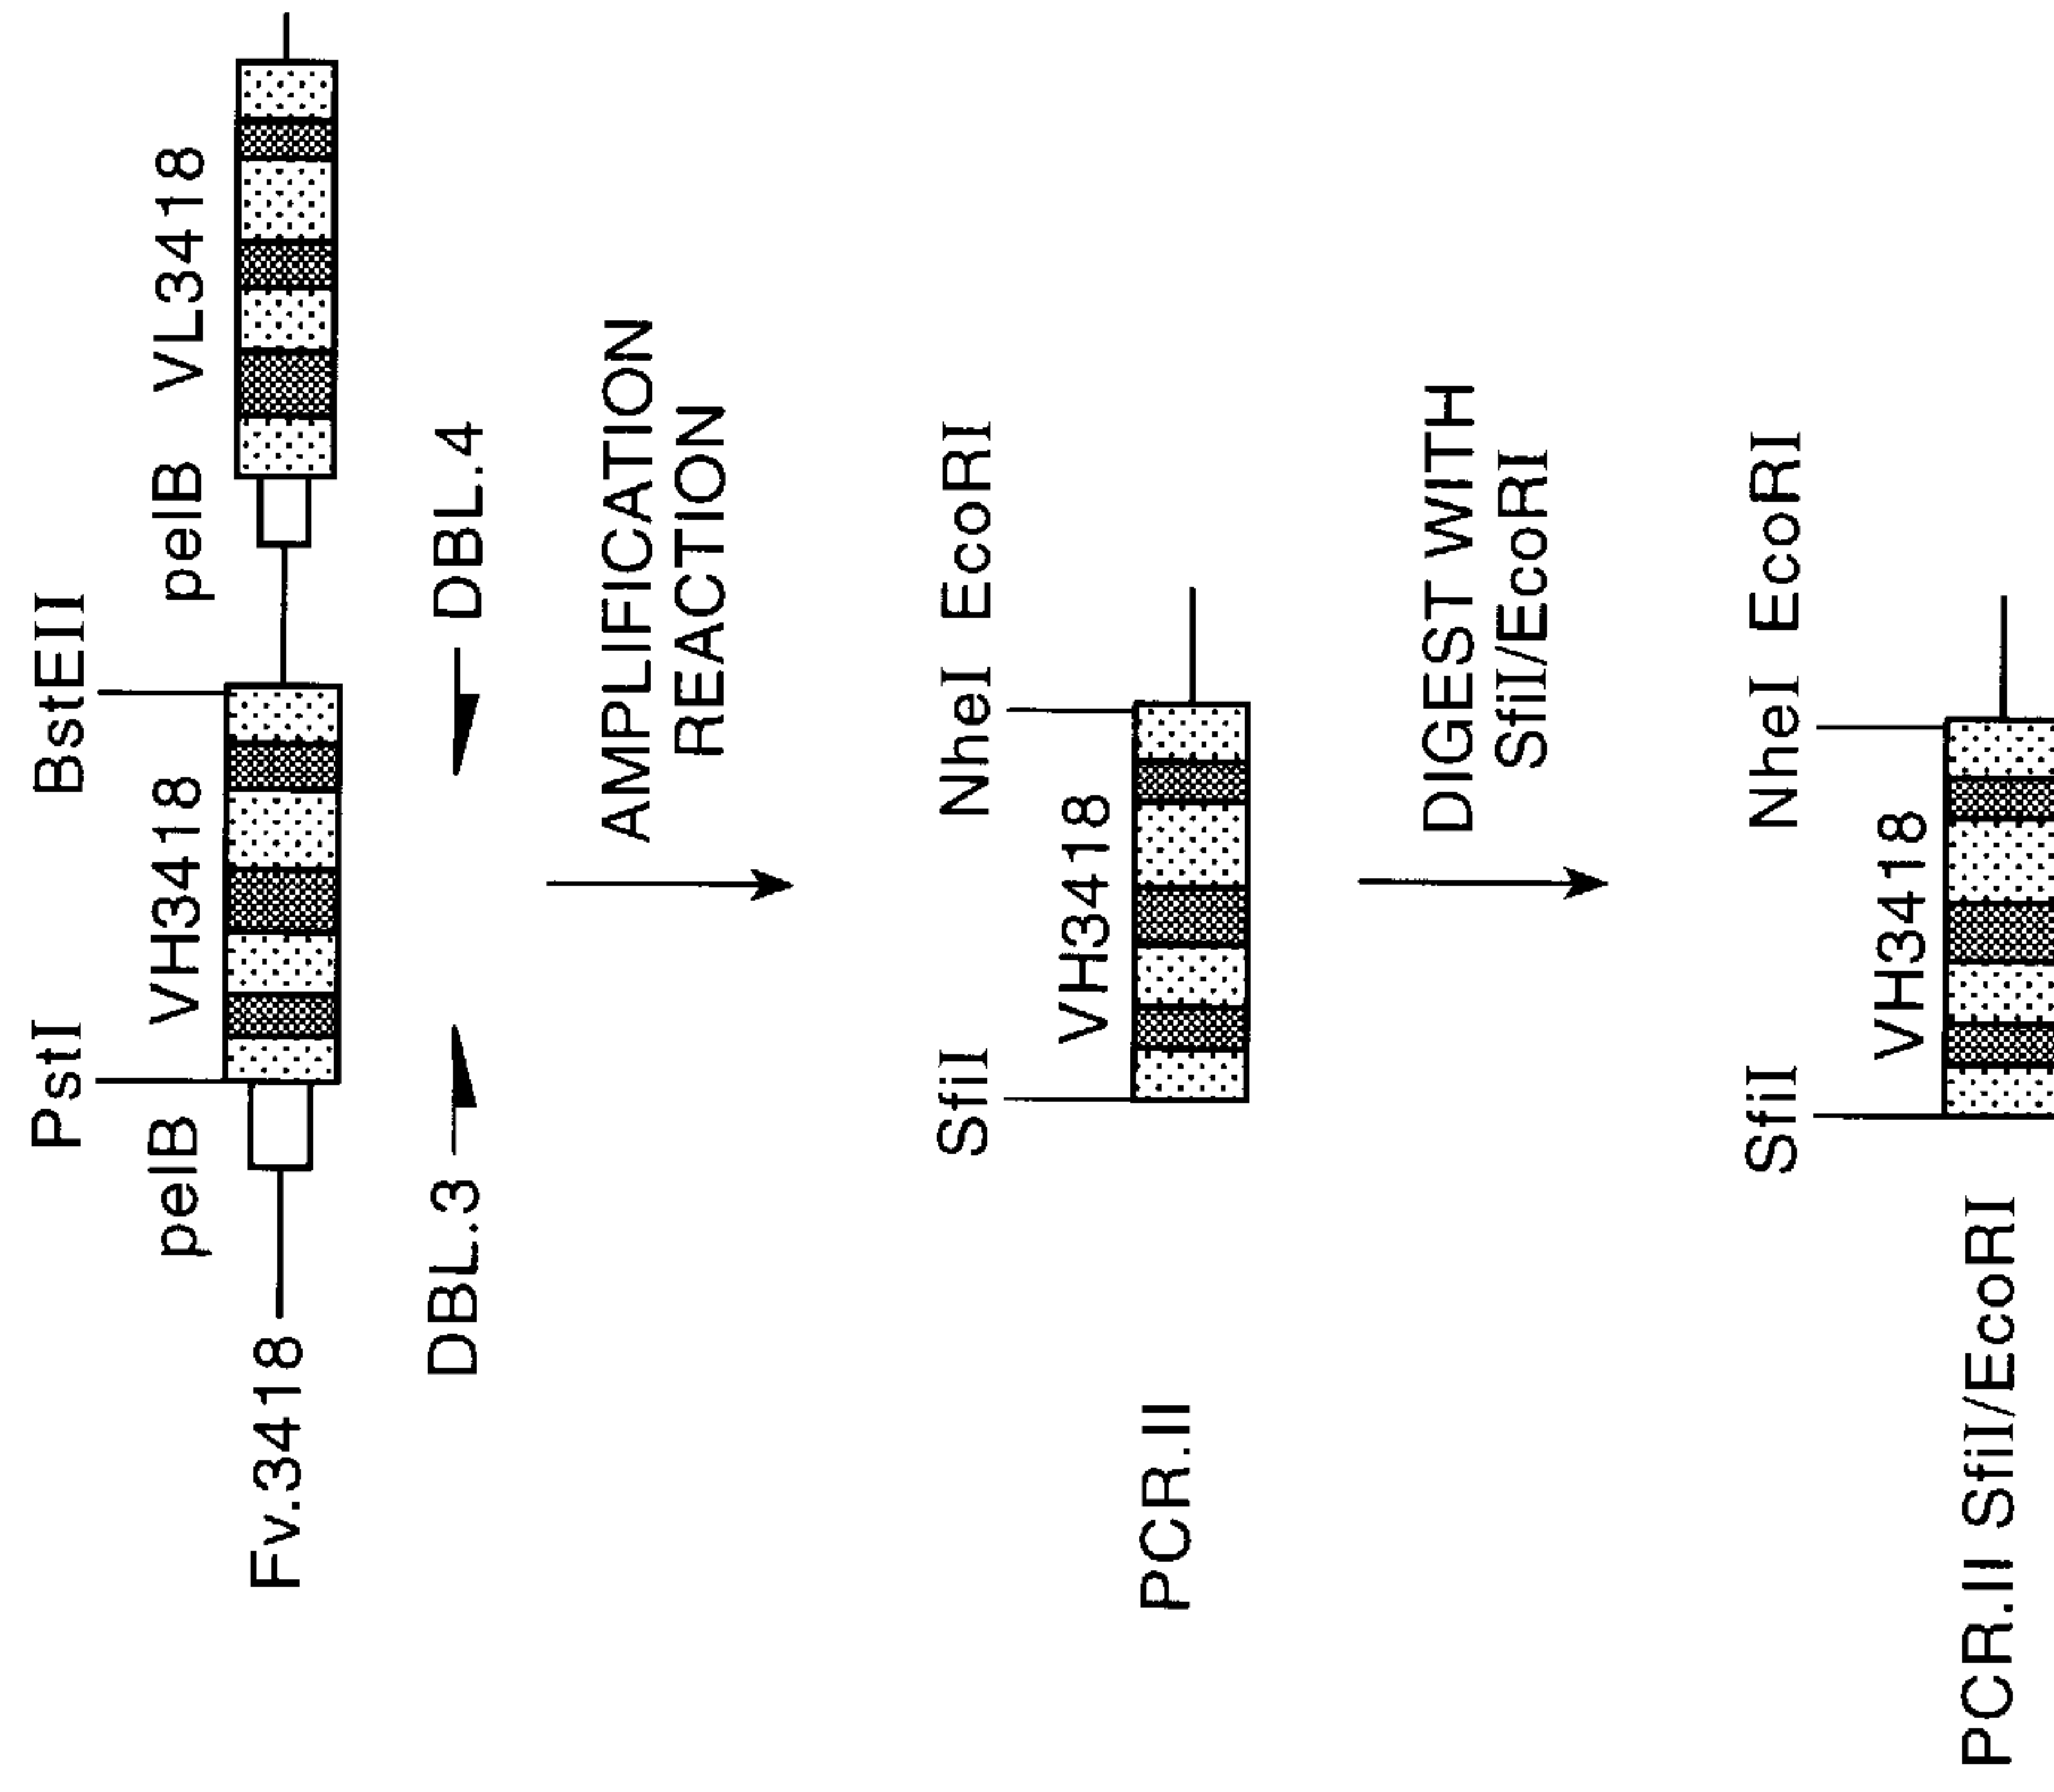 PstI BstEII
pelB VH3418 pelB VL3418
Fv.3418
DBL.3 DBL.4
AMPLIFICATION
REACTION
SfiI NheI EcoRI
VH3418
PCR.II
DIGEST WITH
SfiI/EcoRI
SfiI NheI EcoRI
VH3418
PCR.II SfiI/EcoRI